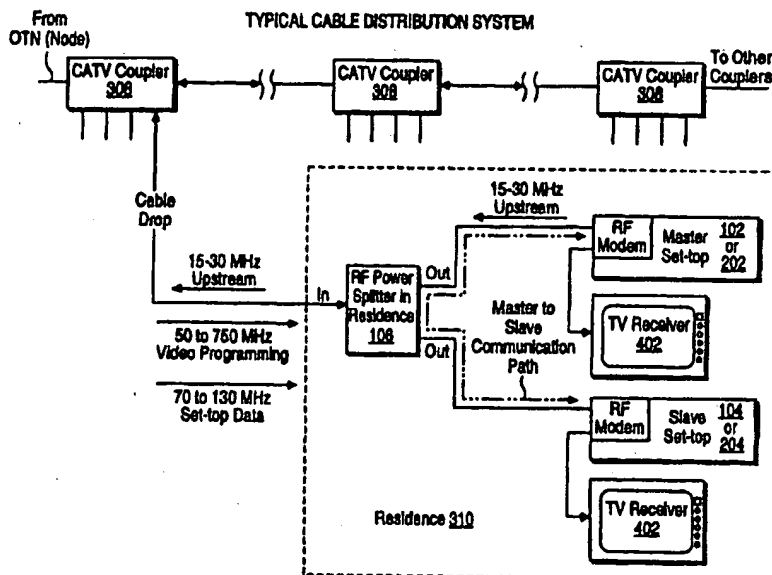 TYPICAL CABLE DISTRIBUTION SYSTEM
From
OTN (Node)
CATV Coupler
308
CATV Coupler
308
CATV Coupler
308
To Other
Couplers
Cable
Drop
15-30 MHz
Upstream
15-30 MHz
Upstream
In
RF Power
Splitter in
Residence
106
Out
Out
RF
Modem
Master
Set-top
102
or
202
50 to 750 MHz
Video Programming
Master to
Slave
Communication
Path
TV Receiver
402
70 to 130 MHz
Set-top Data
RF
Modem
Slave
Set-top
104
or
204
Residence 310
TV Receiver
402